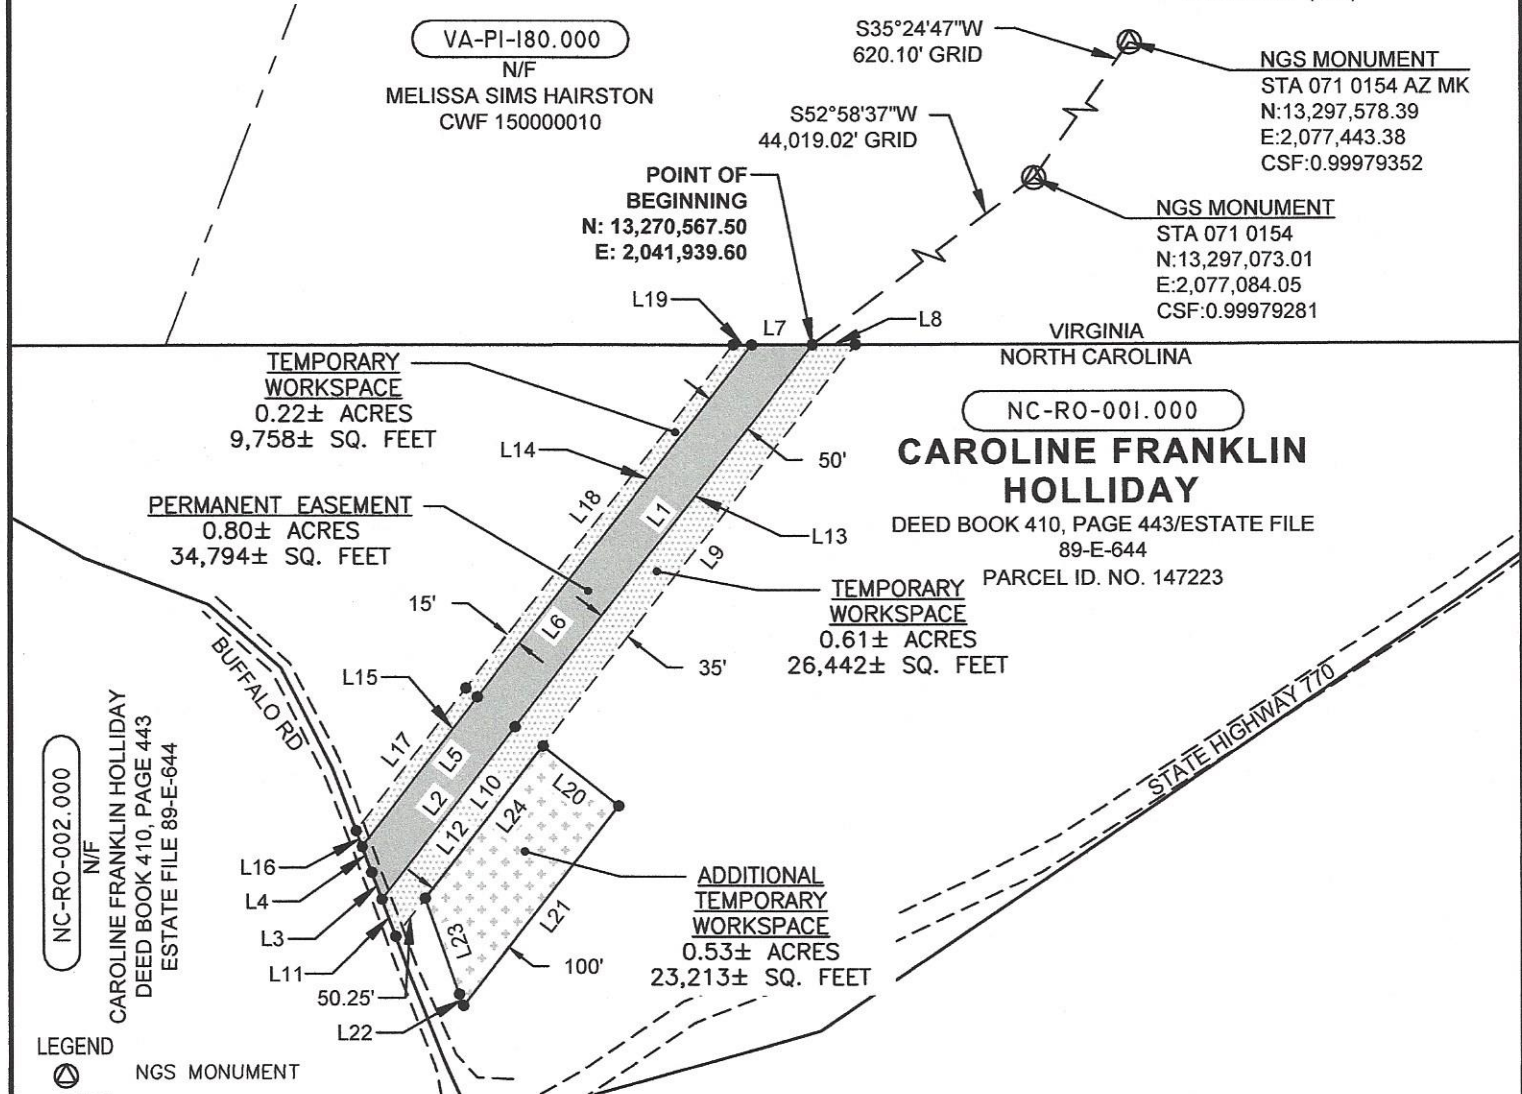 VA-PI-180.000
N/F
MELISSA SIMS HAIRSTON
CWF 150000010
S35°24'47"W
620.10' GRID
NGS MONUMENT
STA 071 0154 AZ MK
N:13,297,578.39
E:2,077,443.38
CSF:0.99979352
S52°58'37"W
44,019.02' GRID
NGS MONUMENT
STA 071 0154
N:13,297,073.01
E:2,077,084.05
CSF:0.99979281
POINT OF
BEGINNING
N: 13,270,567.50
E: 2,041,939.60
L19
L7
L8
VIRGINIA
NORTH CAROLINA
TEMPORARY
WORKSPACE
0.22± ACRES
9,758± SQ. FEET
NC-RO-001.000
CAROLINE FRANKLIN
HOLLIDAY
DEED BOOK 410, PAGE 443/ESTATE FILE
89-E-644
PARCEL ID. NO. 147223
L14
50'
L18
L1
L13
L9
PERMANENT EASEMENT
0.80± ACRES
34,794± SQ. FEET
TEMPORARY
WORKSPACE
0.61± ACRES
26,442± SQ. FEET
15'
L6
35'
BUFFALO RD
L15
L17
L5
L2
L10
L12
L24
L20
STATE HIGHWAY 770
NC-RO-002.000
N/F
CAROLINE FRANKLIN HOLLIDAY
DEED BOOK 410, PAGE 443
ESTATE FILE 89-E-644
L16
L4
L3
L11
50.25'
L23
L21
L22
100'
ADDITIONAL
TEMPORARY
WORKSPACE
0.53± ACRES
23,213± SQ. FEET
LEGEND
NGS MONUMENT